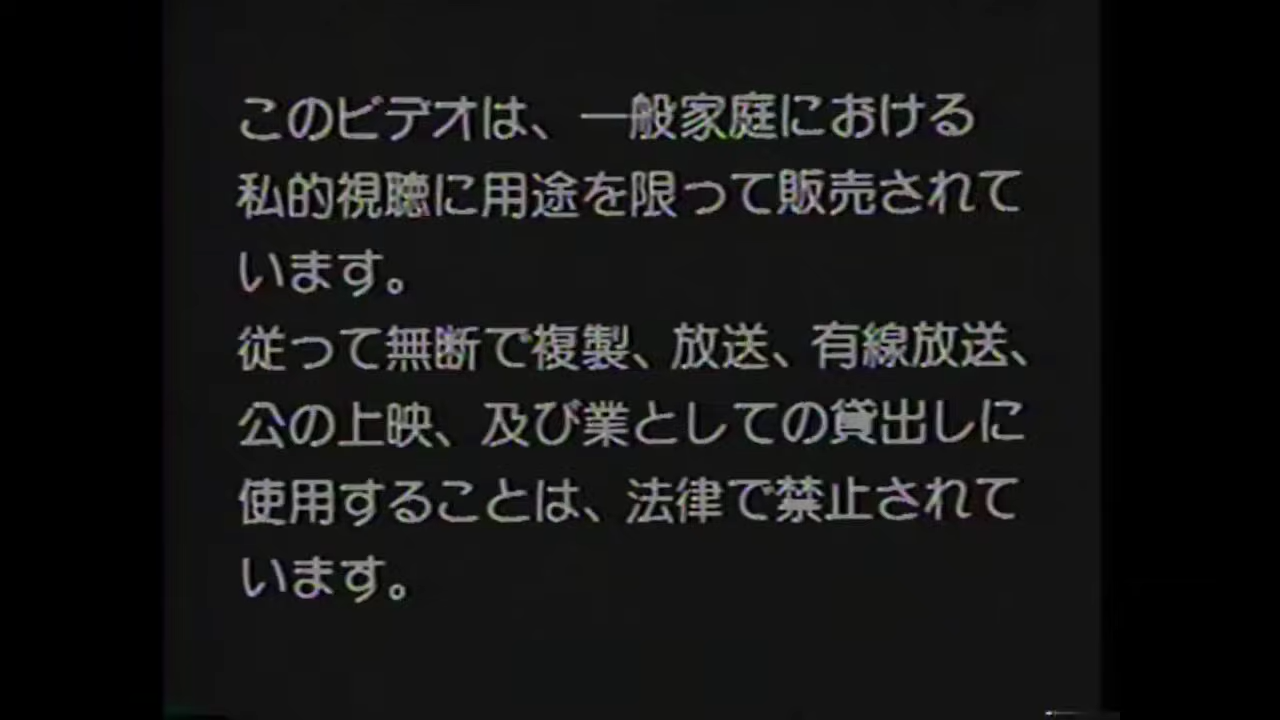 このビデオは、一般家庭における
私的視聴に用途を限って販売されて
います。
従って無断で複製、放送、有線放送、
公の上映、及び業としての貸出しに
使用することは、法律で禁止されて
います。